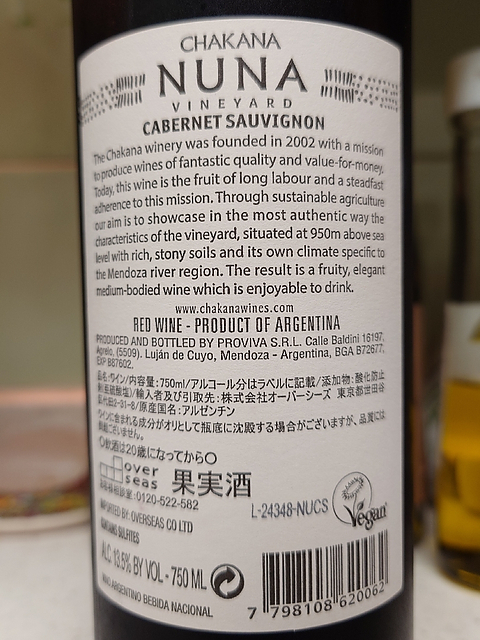 CHAKANA
NUNA
VINEYARD
CABERNET SAUVIGNON
The Chakana winery was founded in 2002 with a mission
to produce wines of fantastic quality and value-for-money.
Today, this wine is the fruit of long labour and a steadfast
adherence to this mission. Through sustainable agriculture
our aim is to showcase in the most authentic way the
characteristics of the vineyard, situated at 950m above sea
level with rich, stony soils and its own climate specific to
the Mendoza river region. The result is a fruity, elegant
medium-bodied wine which is enjoyable to drink.
www.chakanawines.com
RED WINE - PRODUCT OF ARGENTINA
PRODUCED AND BOTTLED BY PROVIVA S.R.L. Calle Baldini 16197,
Agrelo, (5509). Luján de Cuyo, Mendoza - Argentina, BGA B72677,
EXP B87602.
品名:ワイン/内容量:750ml/アルコール分はラベルに記載/添加物:酸化防止
剤(亜硫酸塩)/輸入者及び引取先:株式会社オーバーシーズ 東京都世田谷
2-31-8/原産国名:アルゼンチン
ワインに含まれる成分がオリとして瓶底に沈殿する場合がございますが、品質には
問題ございません。
〇飲酒は20歳になってから〇
over
seas
果実酒
お客様相談室:0120-622-582
IMPORTED BY: OVERSEAS CO LTD
CONTAINS SULFITES
L-24348-NUCS
Vegan
ALC 13.5% BY VOL - 750 ML
VINO ARGENTINO BEBIDA NACIONAL
7 798108 620062